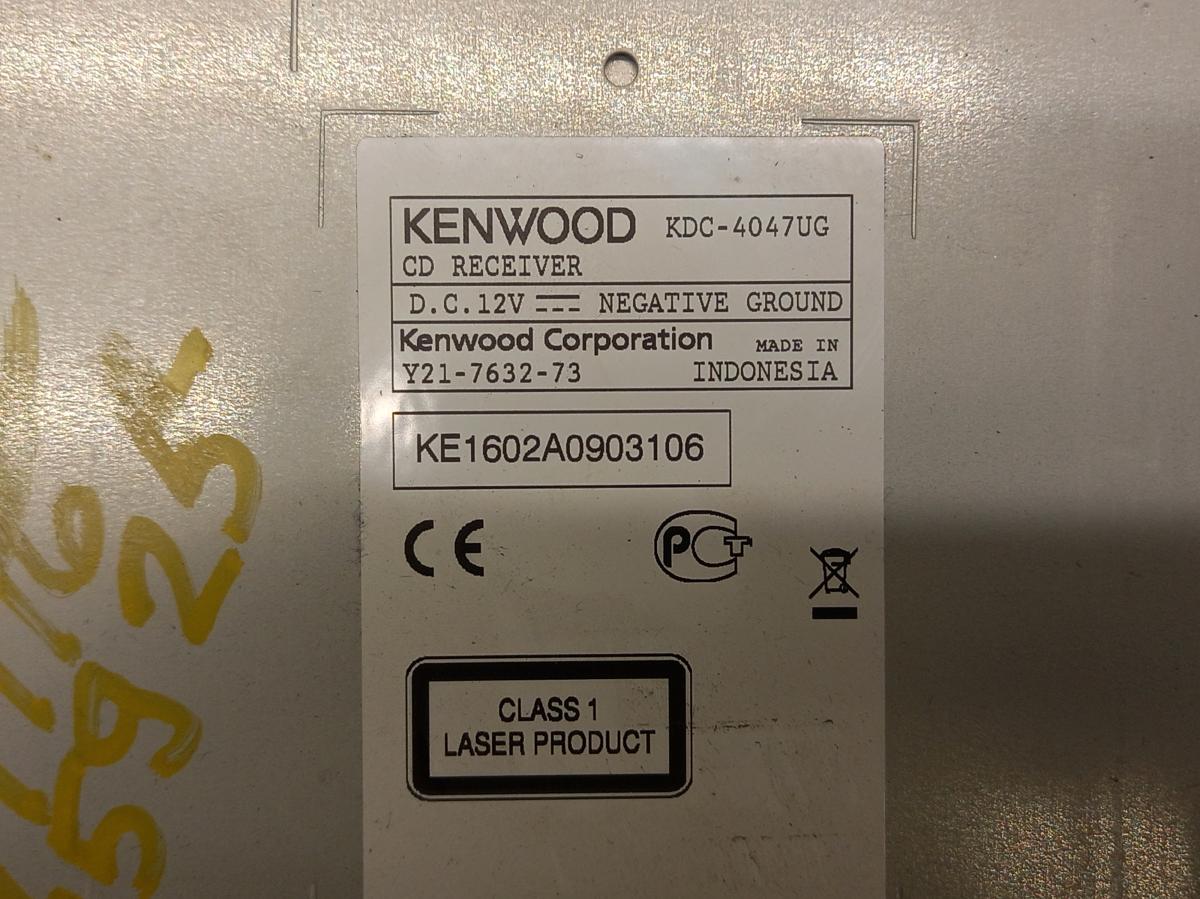 KENWOOD KDC-4047UG
CD RECEIVER
D.C.12V NEGATIVE GROUND
Kenwood Corporation MADE IN
Y21-7632-73 INDONESIA
KE1602A0903106
CE
PCT
CLASS 1
LASER PRODUCT
5925